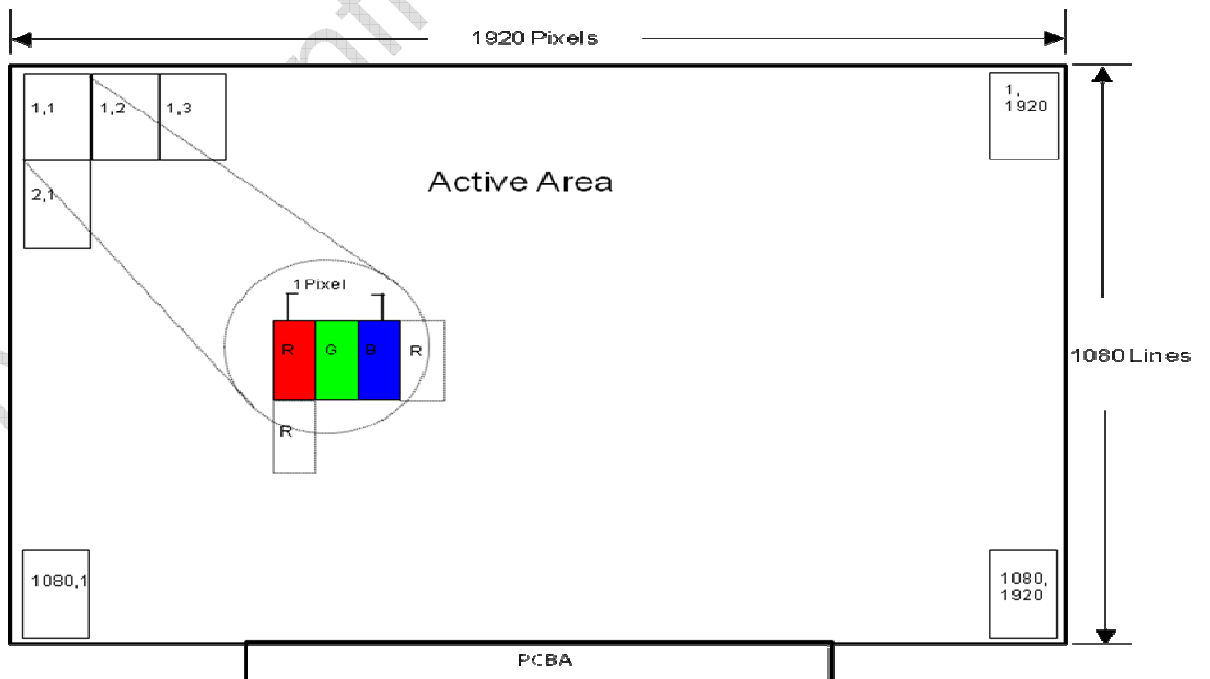 1920 Pixels
1,1
1,2
1,3
1,
1920
2,1
Active Area
1 Pixel
R
G
B
R
R
1080 Lines
1080,1
1080,
1920
PCBA